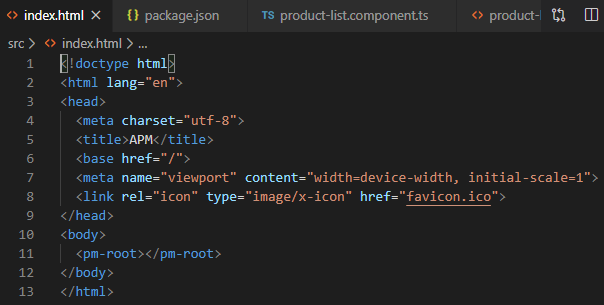 index.html × package.json TS product-list.component.ts product-l
src > index.html > ...
1 <!doctype html>
2 <html lang="en">
3 <head>
4 <meta charset="utf-8">
5 <title>APM</title>
6 <base href="/">
7 <meta name="viewport" content="width=device-width, initial-scale=1">
8 <link rel="icon" type="image/x-icon" href="favicon.ico">
9 </head>
10 <body>
11 <pm-root></pm-root>
12 </body>
13 </html>